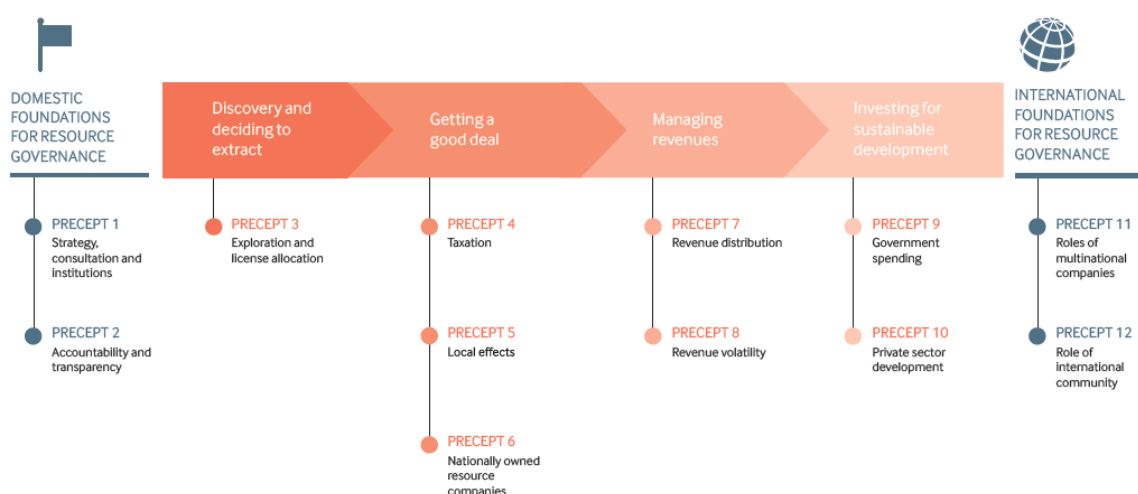 DOMESTIC
FOUNDATIONS
FOR RESOURCE
GOVERNANCE
Discovery and
deciding to
extract
Getting a
good deal
Managing
revenues
Investing for
sustainable
development
INTERNATIONAL
FOUNDATIONS
FOR RESOURCE
GOVERNANCE
PRECEPT 1
Strategy,
consultation and
institutions
PRECEPT 2
Accountability and
transparency
PRECEPT 3
Exploration and
license allocation
PRECEPT 4
Taxation
PRECEPT 5
Local effects
PRECEPT 6
Nationally owned
resource
companies
PRECEPT 7
Revenue distribution
PRECEPT 8
Revenue volatility
PRECEPT 9
Government
spending
PRECEPT 10
Private sector
development
PRECEPT 11
Roles of
multinational
companies
PRECEPT 12
Role of
international
community